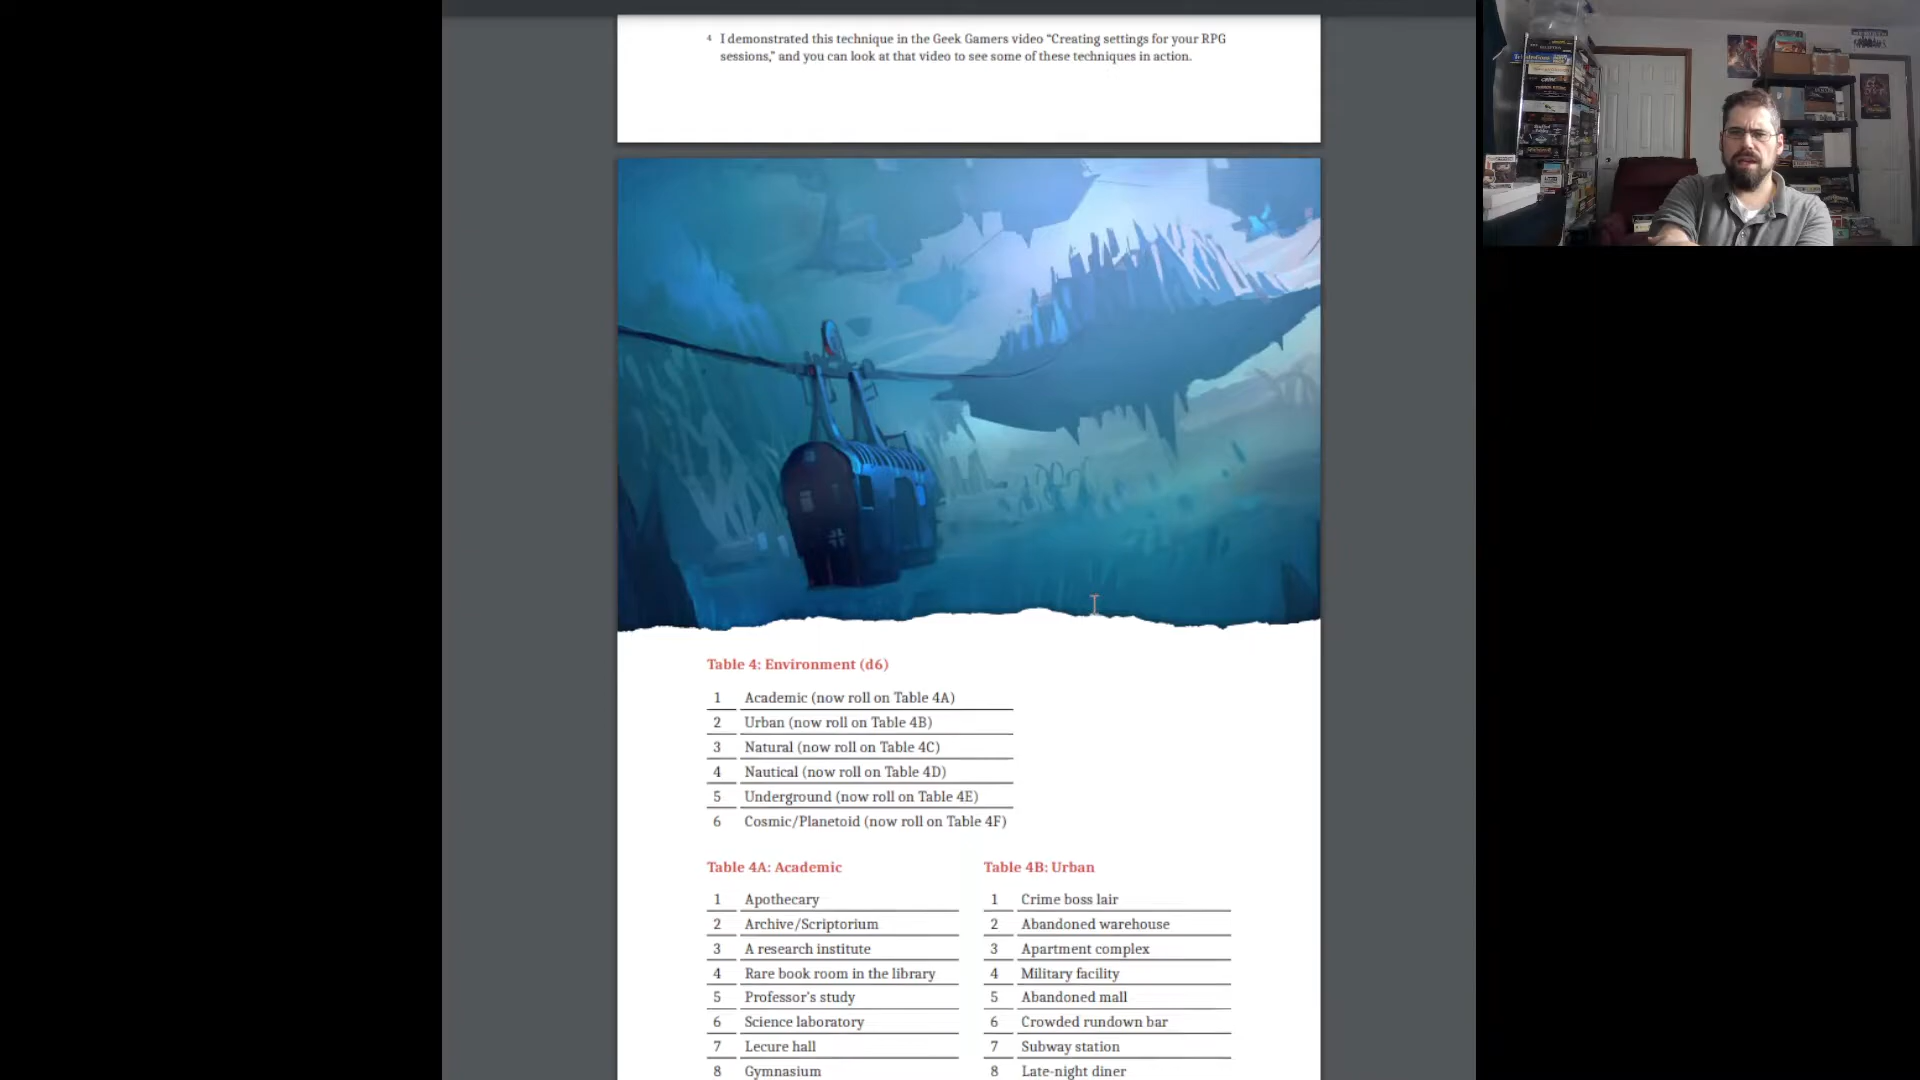 4 I demonstrated this technique in the Geek Gamers video “Creating settings for your RPG
sessions,” and you can look at that video to see some of these techniques in action.
Table 4: Environment (d6)
1 Academic (now roll on Table 4A)
2 Urban (now roll on Table 4B)
3 Natural (now roll on Table 4C)
4 Nautical (now roll on Table 4D)
5 Underground (now roll on Table 4E)
6 Cosmic/Planetoid (now roll on Table 4F)
Table 4A: Academic
1 Apothecary
2 Archive/Scriptorium
3 A research institute
4 Rare book room in the library
5 Professor's study
6 Science laboratory
7 Lecure hall
8 Gymnasium
Table 4B: Urban
1 Crime boss lair
2 Abandoned warehouse
3 Apartment complex
4 Military facility
5 Abandoned mall
6 Crowded rundown bar
7 Subway station
8 Late-night diner